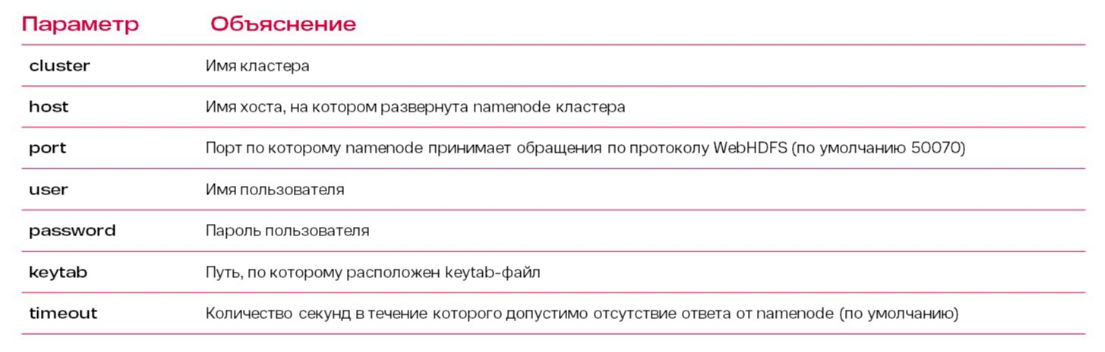 Параметр Объяснение
cluster Имя кластера
host Имя хоста, на котором развернута namenode кластера
port Порт по которому namenode принимает обращения по протоколу WebHDFS (по умолчанию 50070)
user Имя пользователя
password Пароль пользователя
keytab Путь, по которому расположен keytab-файл
timeout Количество секунд в течение которого допустимо отсутствие ответа от namenode (по умолчанию)